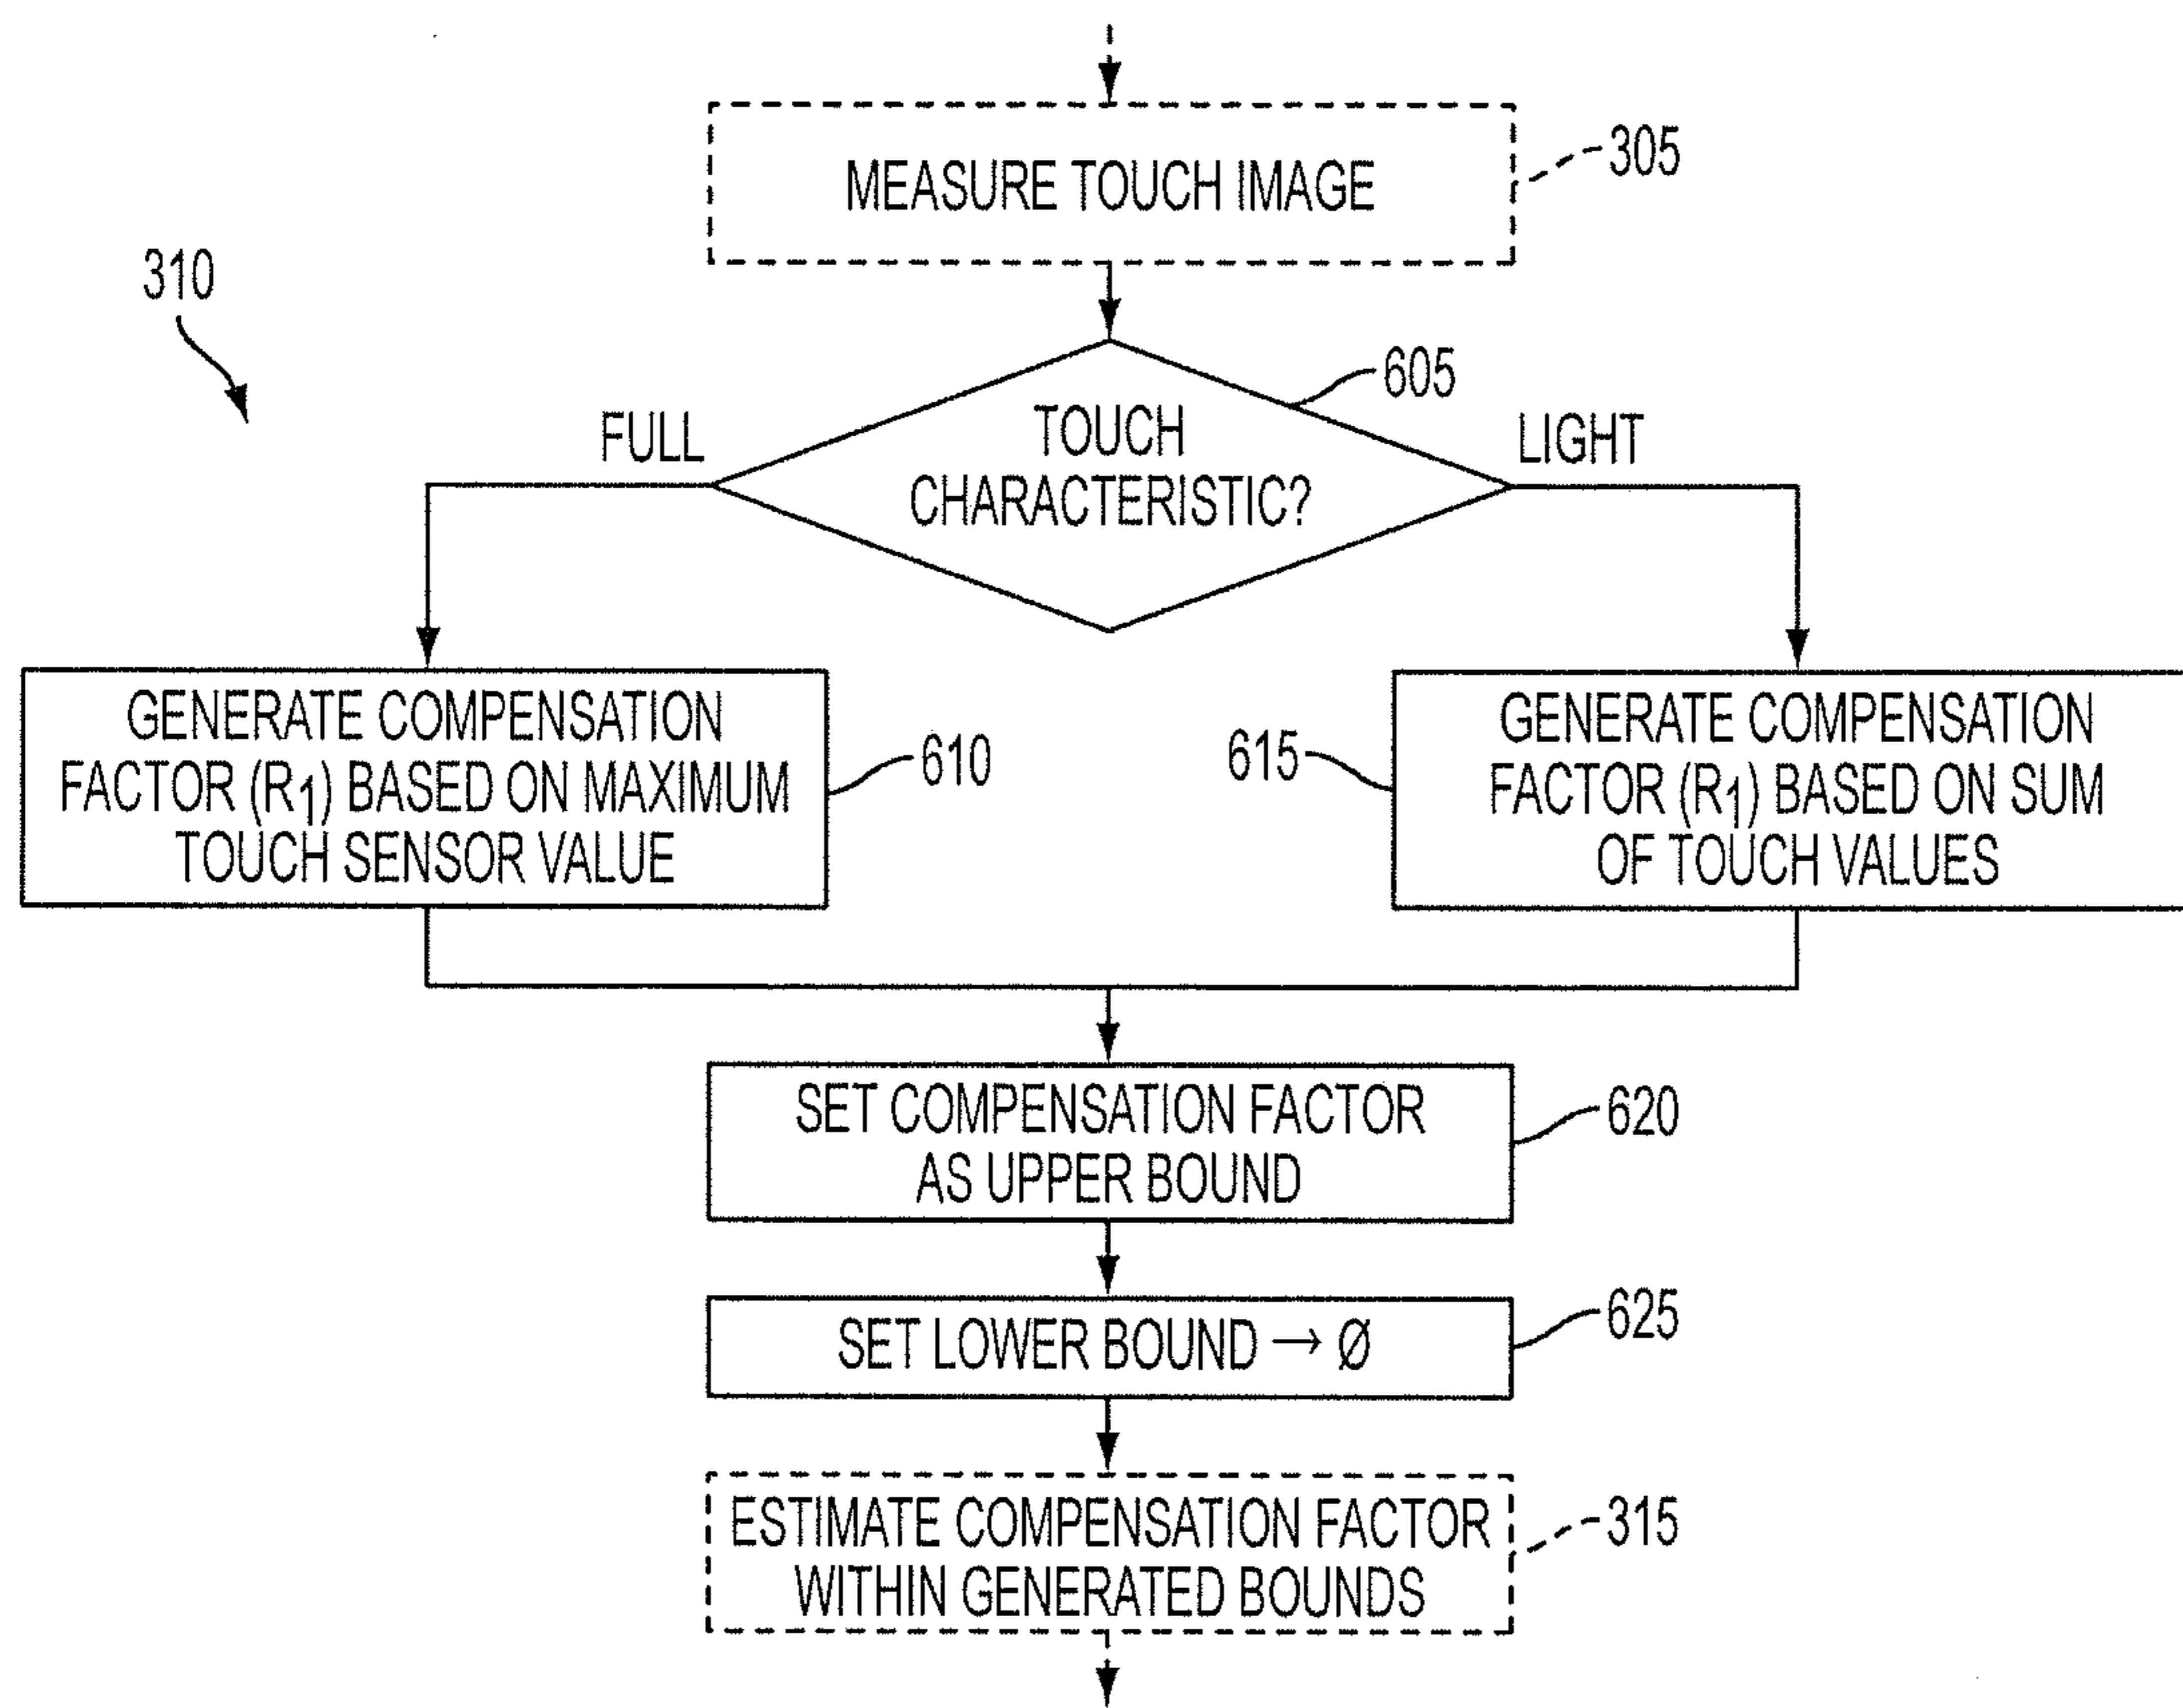 MEASURE TOUCH IMAGE
305
310
605
TOUCH
CHARACTERISTIC?
FULL
LIGHT
GENERATE COMPENSATION
FACTOR (R1) BASED ON MAXIMUM
TOUCH SENSOR VALUE
610
615
GENERATE COMPENSATION
FACTOR (R1) BASED ON SUM
OF TOUCH VALUES
SET COMPENSATION FACTOR
AS UPPER BOUND
620
SET LOWER BOUND → Ø
625
ESTIMATE COMPENSATION FACTOR
WITHIN GENERATED BOUNDS
315